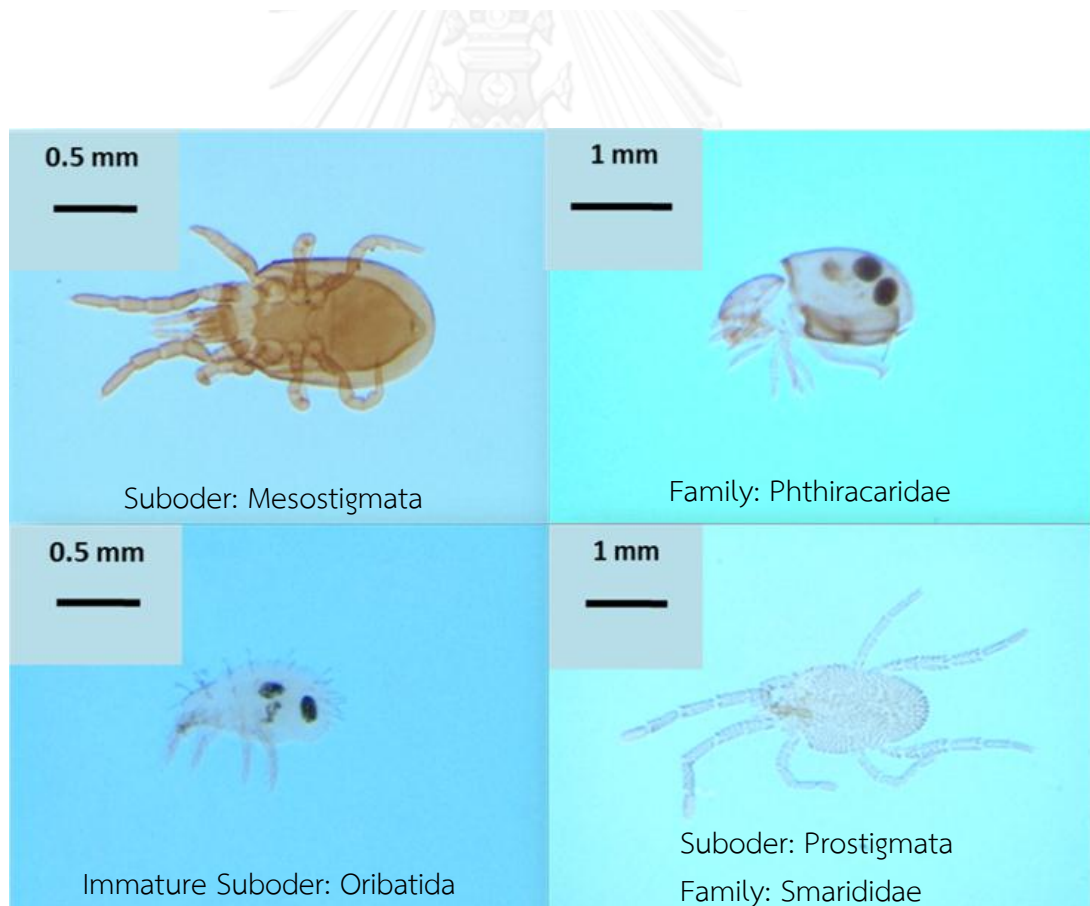 0.5 mm
1 mm
Suboder: Mesostigmata
Family: Phthiracaridae
0.5 mm
1 mm
Immature Suboder: Oribatida
Suboder: Prostigmata
Family: Smarididae